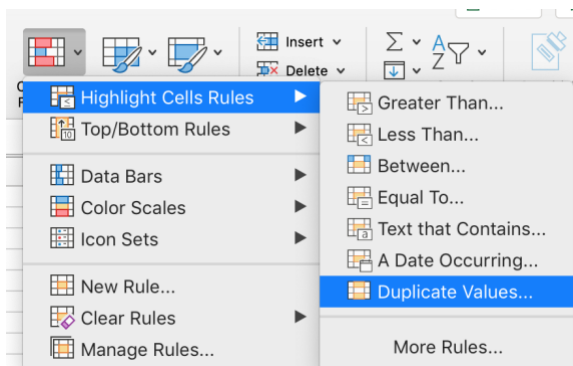 Insert
Delete
Highlight Cells Rules
Top/Bottom Rules
Data Bars
Color Scales
Icon Sets
New Rule...
Clear Rules
Manage Rules...
Greater Than...
Less Than...
Between...
Equal To...
Text that Contains...
A Date Occurring...
Duplicate Values...
More Rules...